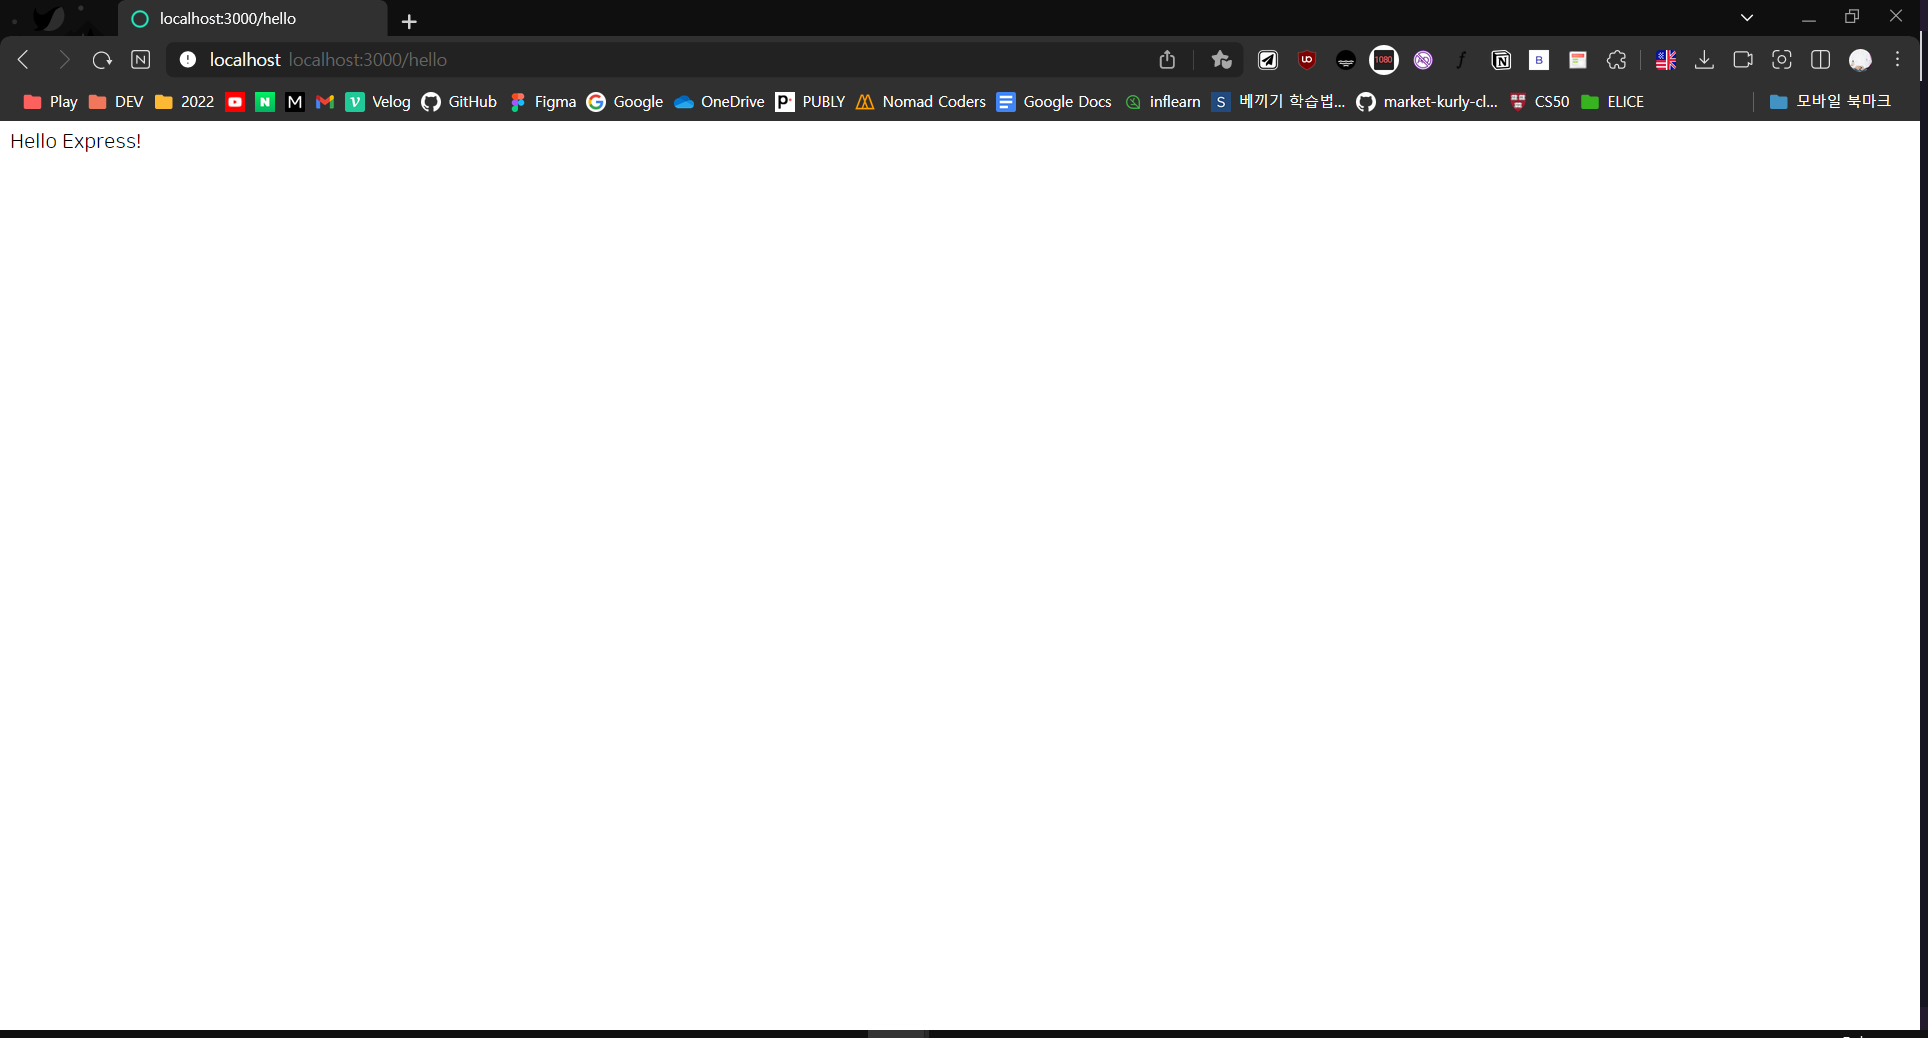 localhost:3000/hello
localhost localhost:3000/hello
Play DEV 2022 Velog GitHub Figma Google OneDrive PUBLY Nomad Coders Google Docs inflearn 베끼기 학습법... market-kurly-cl... CS50 ELICE 모바일 북마크
Hello Express!